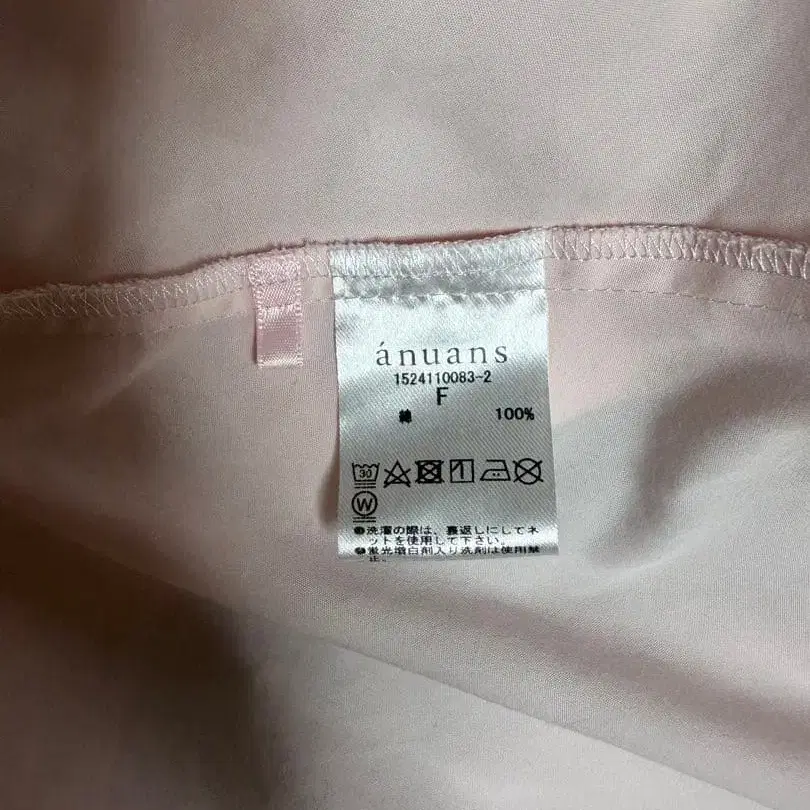 ánuans
1524110083-2
F
綿 100%
30
W
●洗濯の際は、裏返しにしてネ
ットを使用して下さい。
●蛍光増白剤入り洗剤は使用禁
止。